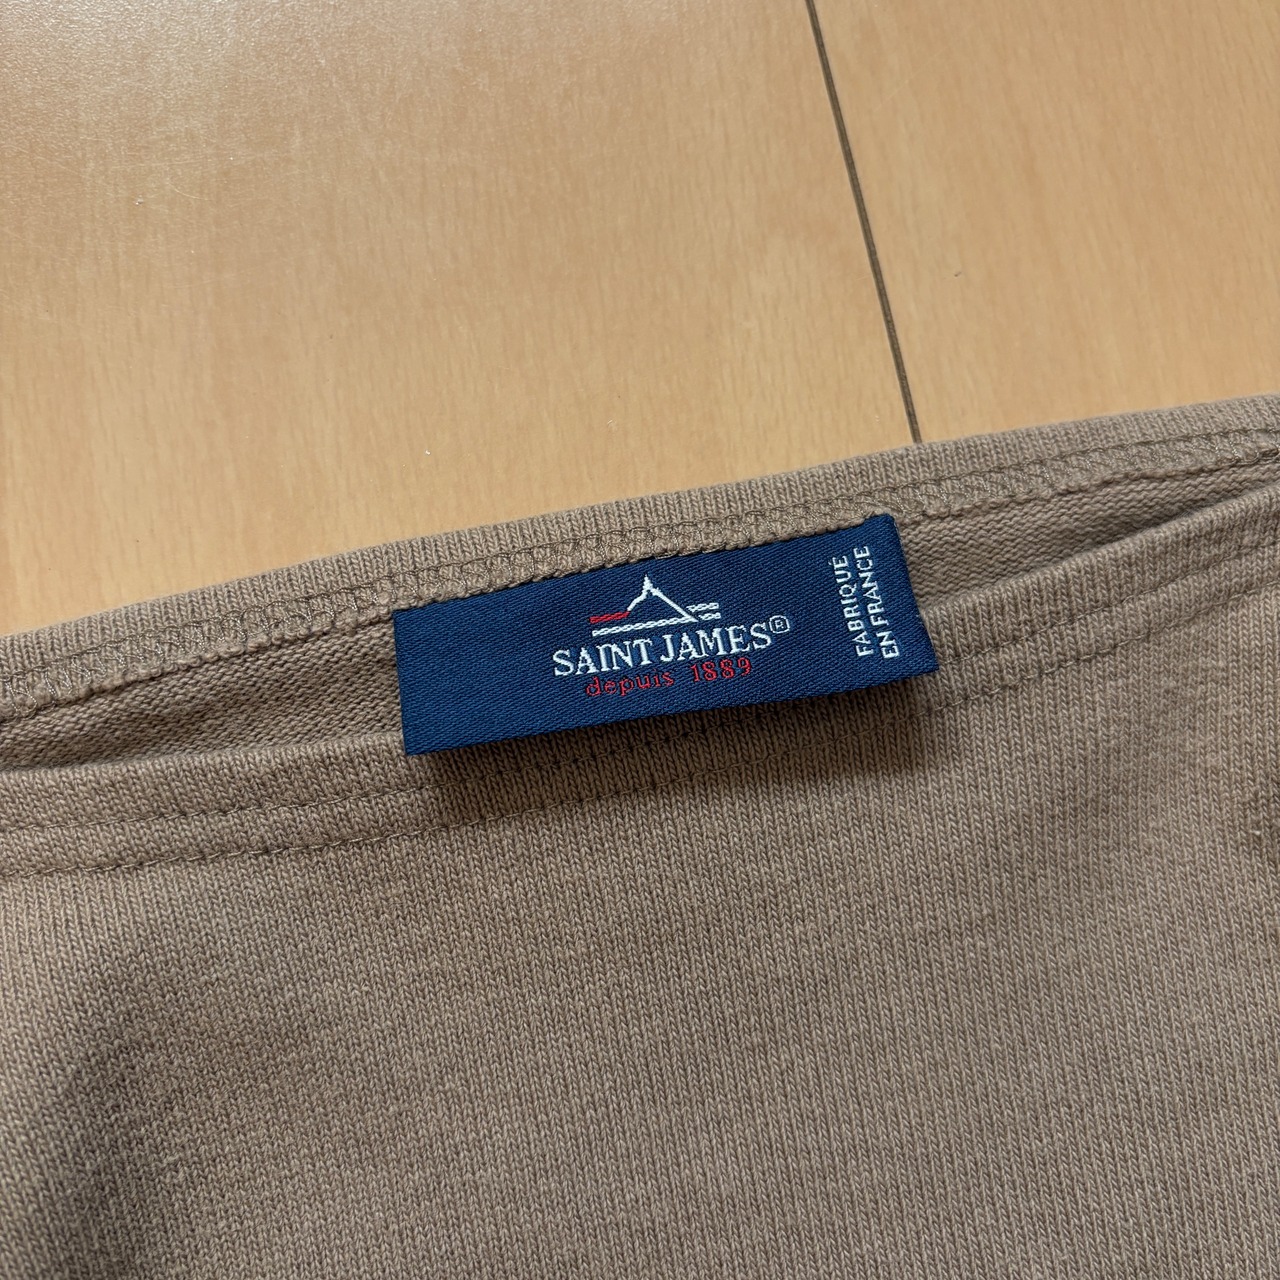 SAINT JAMES®
depuis 1889
FABRIQUE
EN FRANCE